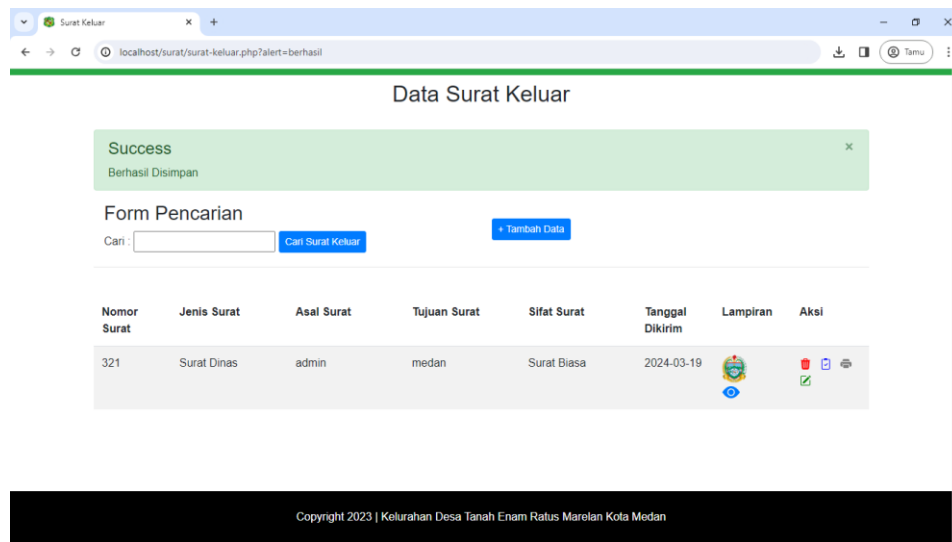 Surat Keluar
localhost/surat/surat-keluar.php?alert=berhasil
Tamu
Data Surat Keluar
Success
Berhasil Disimpan
Form Pencarian
Cari :
Cari Surat Keluar
+ Tambah Data
Nomor Surat
Jenis Surat
Asal Surat
Tujuan Surat
Sifat Surat
Tanggal Dikirim
Lampiran
Aksi
321
Surat Dinas
admin
medan
Surat Biasa
2024-03-19
Copyright 2023 | Kelurahan Desa Tanah Enam Ratus Marelan Kota Medan